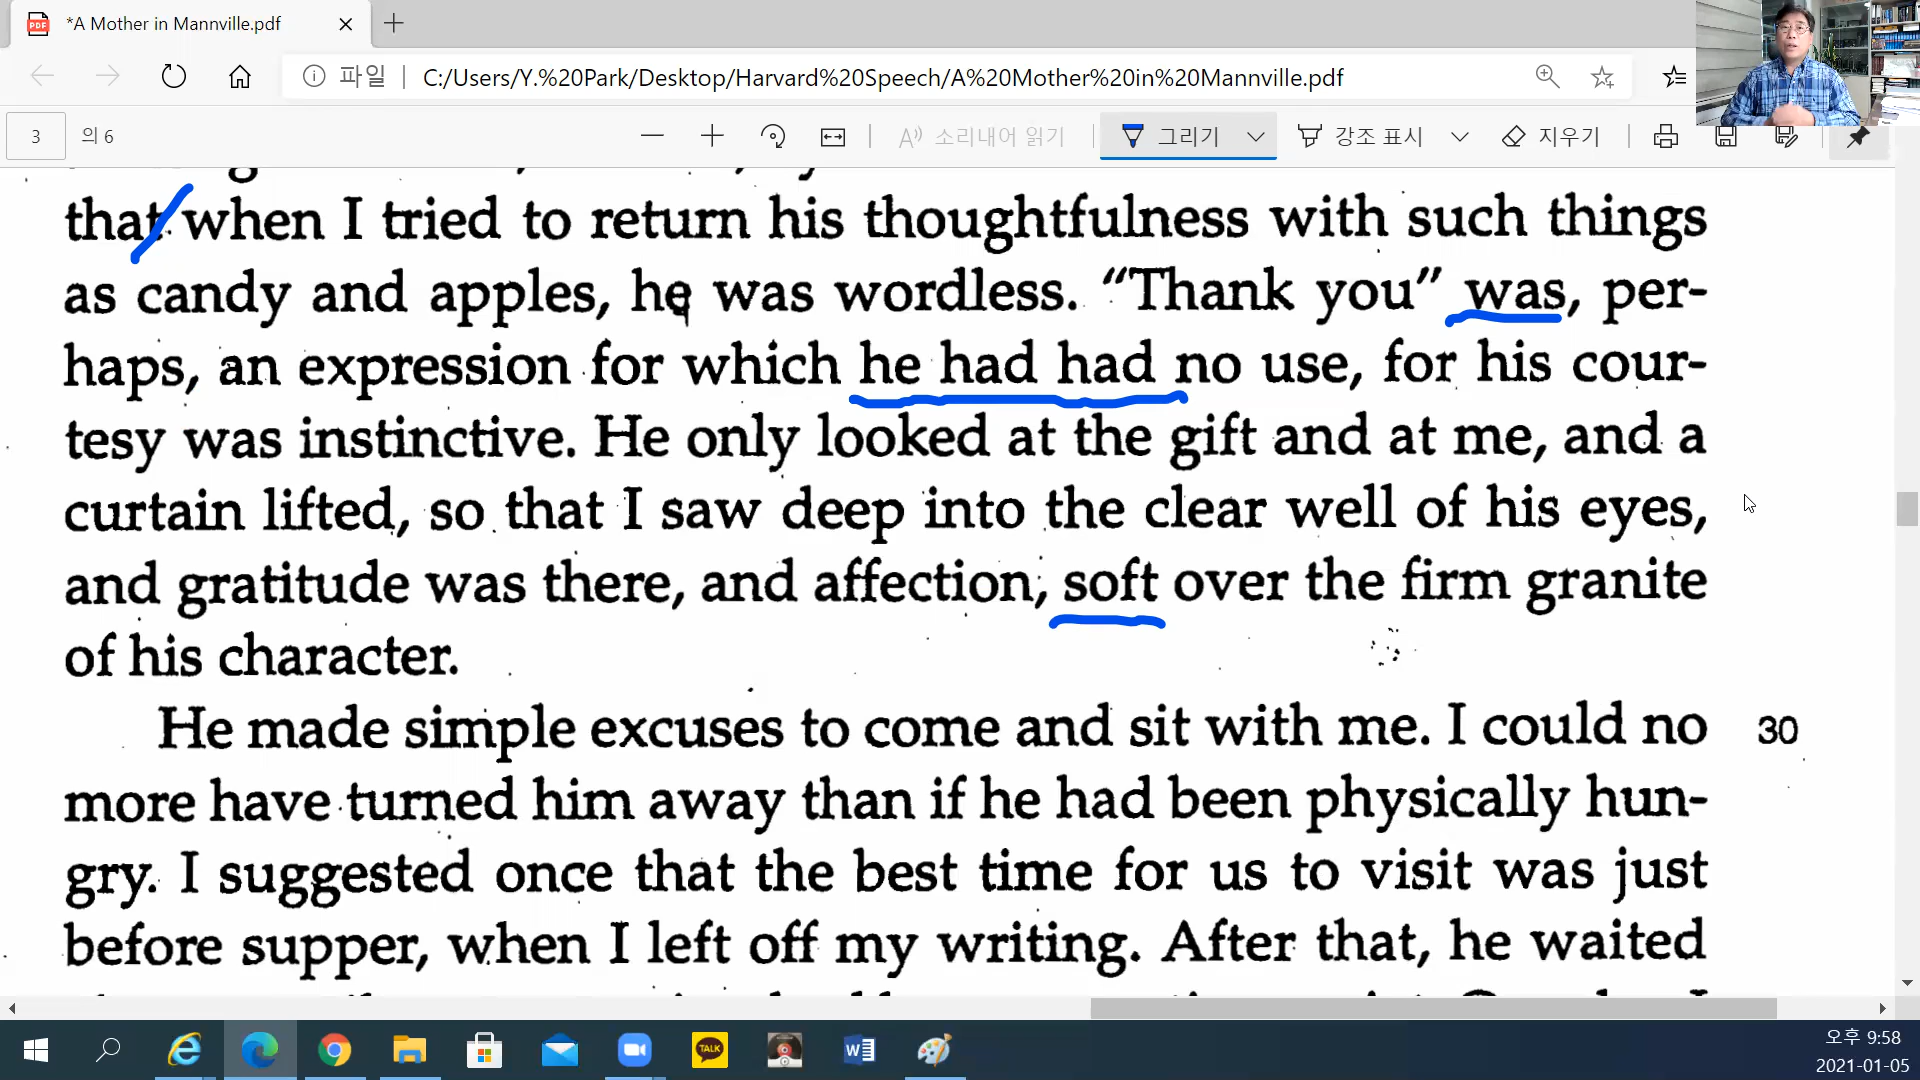 *A Mother in Mannville.pdf
파일 C:/Users/Y.%20Park/Desktop/Harvard%20Speech/A%20Mother%20in%20Mannville.pdf
3 의 6 소리내어 읽기 그리기 강조 표시 지우기
that when I tried to return his thoughtfulness with such things
as candy and apples, he was wordless. “Thank you” was, per-
haps, an expression for which he had had no use, for his cour-
tesy was instinctive. He only looked at the gift and at me, and a
curtain lifted, so that I saw deep into the clear well of his eyes,
and gratitude was there, and affection, soft over the firm granite
of his character.
He made simple excuses to come and sit with me. I could no 30
more have turned him away than if he had been physically hun-
gry. I suggested once that the best time for us to visit was just
before supper, when I left off my writing. After that, he waited
TALK
오후 9:58
2021-01-05